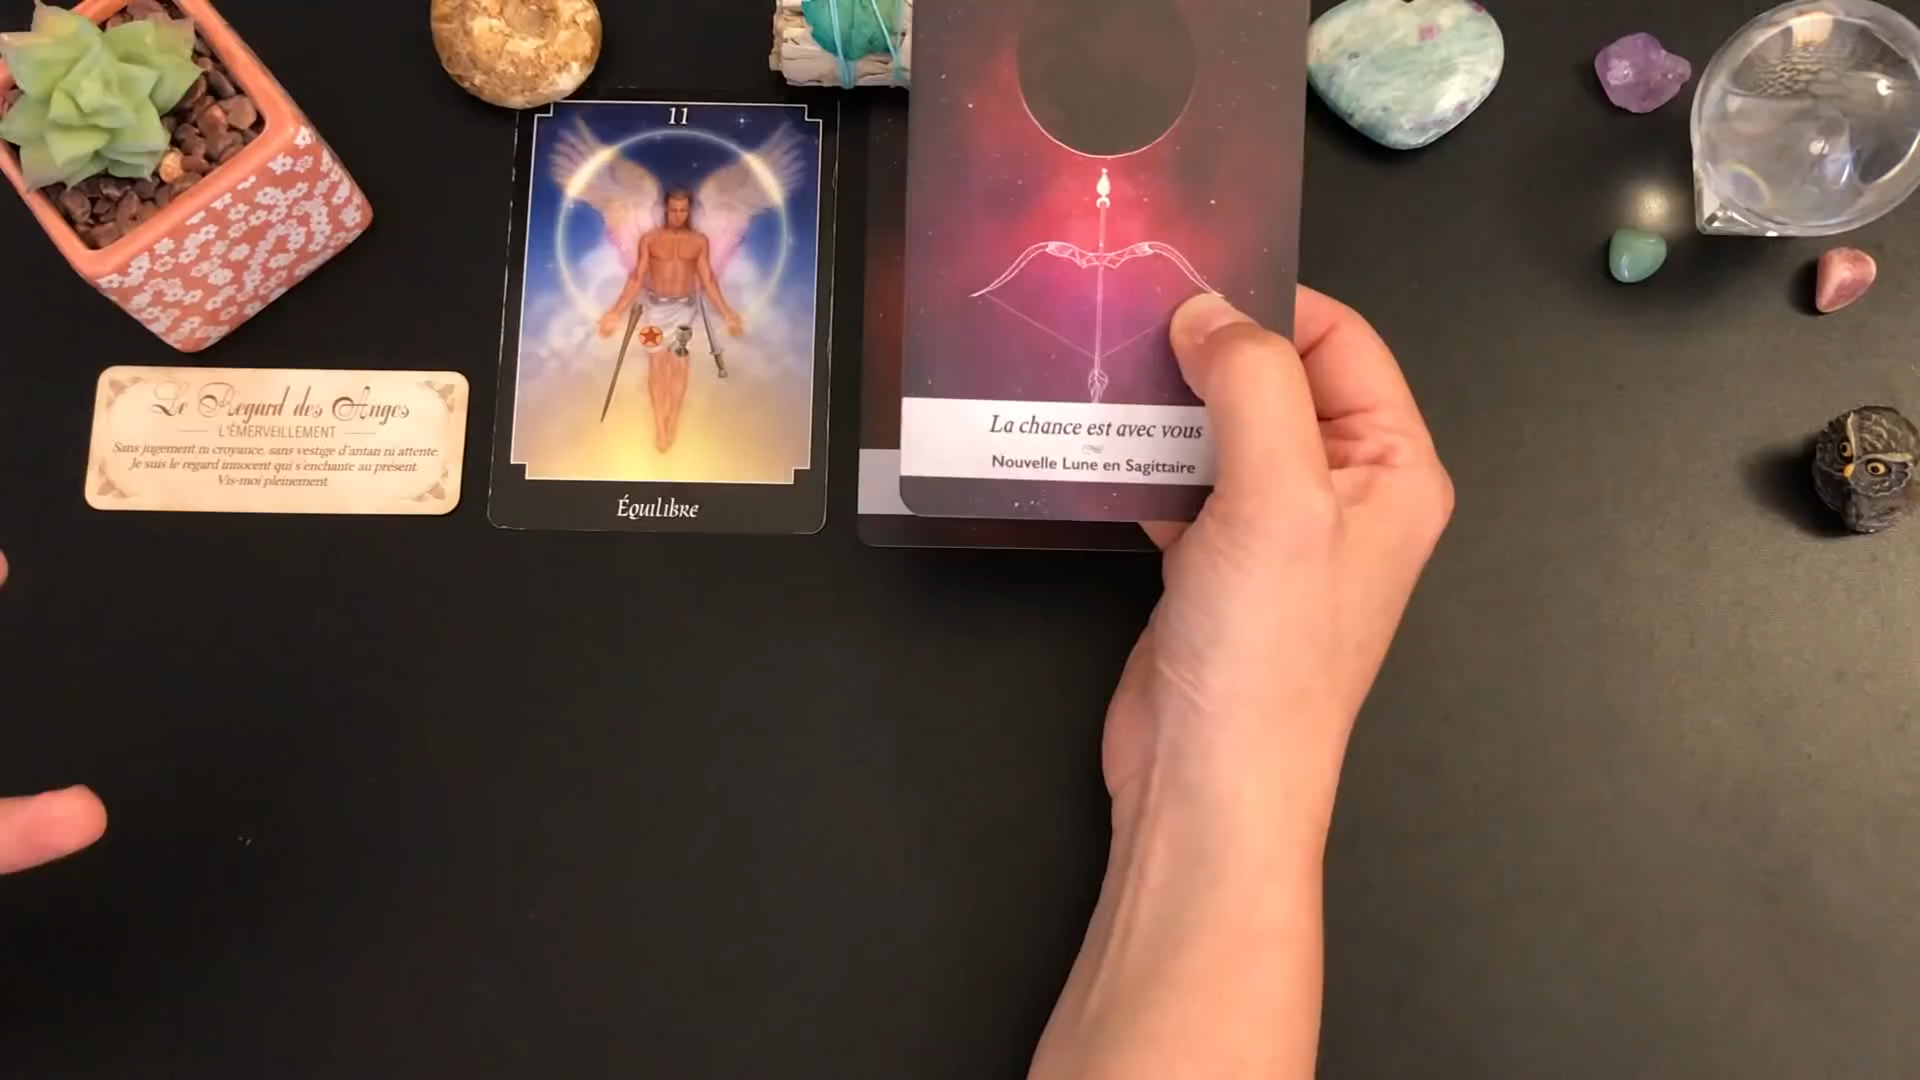 Le Regard des Anges
L'ÉMERVEILLEMENT
Sans jugement ni croyance, sans vestige d'antan ni attente,
Je suis le regard innocent qui s'enchante au présent
Vis-moi pleinement
11
Équilibre
La chance est avec vous
Nouvelle Lune en Sagittaire